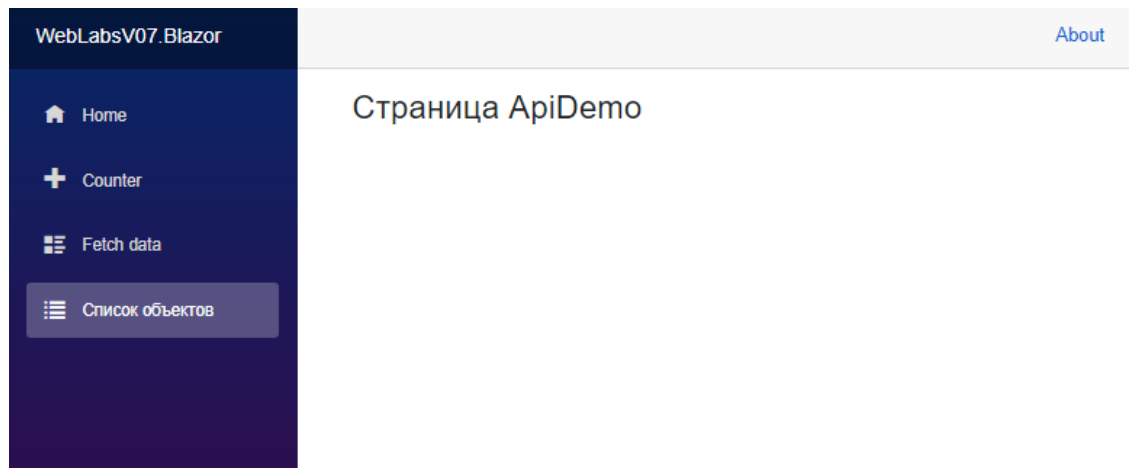 WebLabsV07.Blazor
About
Home
Counter
Fetch data
Список объектов
Страница ApiDemo